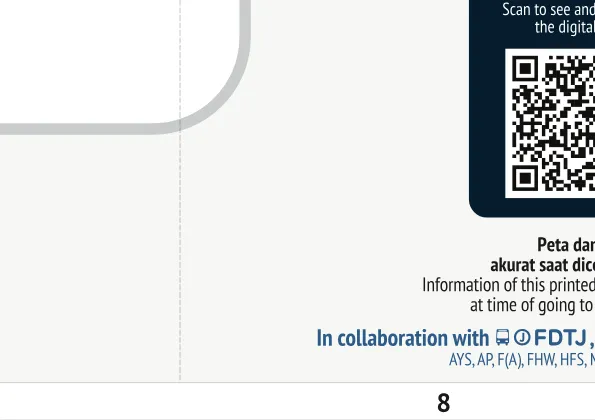 Scan to see and
the digital
Peta dan
akurat saat dice
Information of this printed
at time of going to
In collaboration with FDTJ,
AYS, AP, F(A), FHW, HFS, N
8